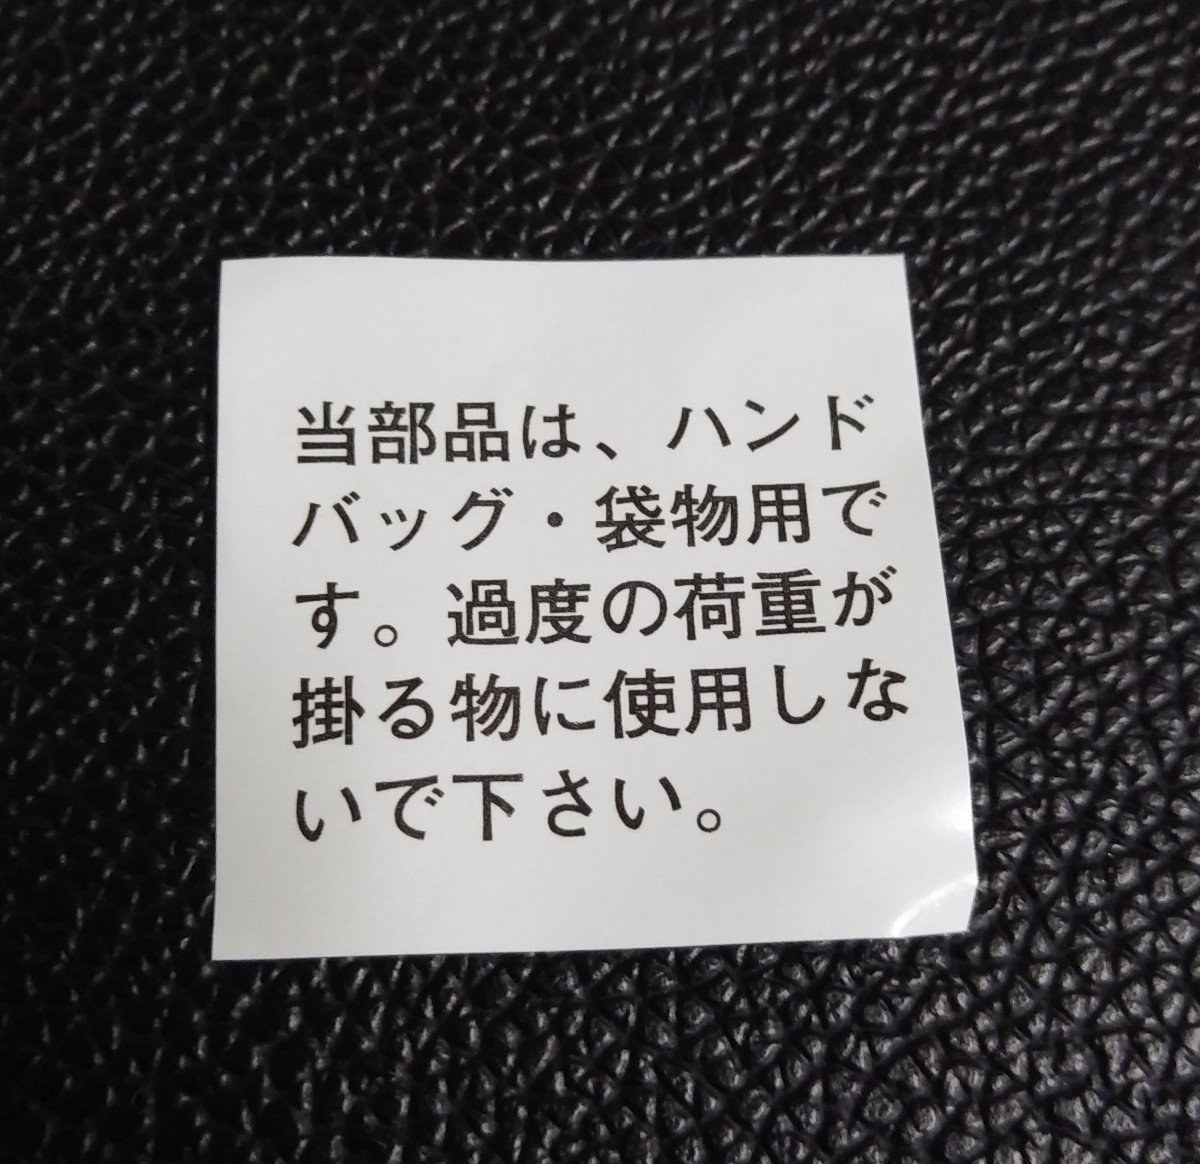 当部品は、ハンド
バッグ・袋物用で
す。過度の荷重が
掛る物に使用しな
いで下さい。